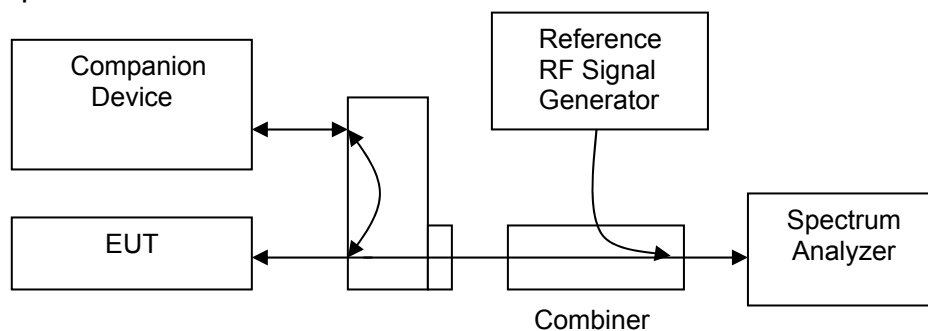 Companion
Device
Reference
RF Signal
Generator
EUT
Spectrum
Analyzer
Combiner